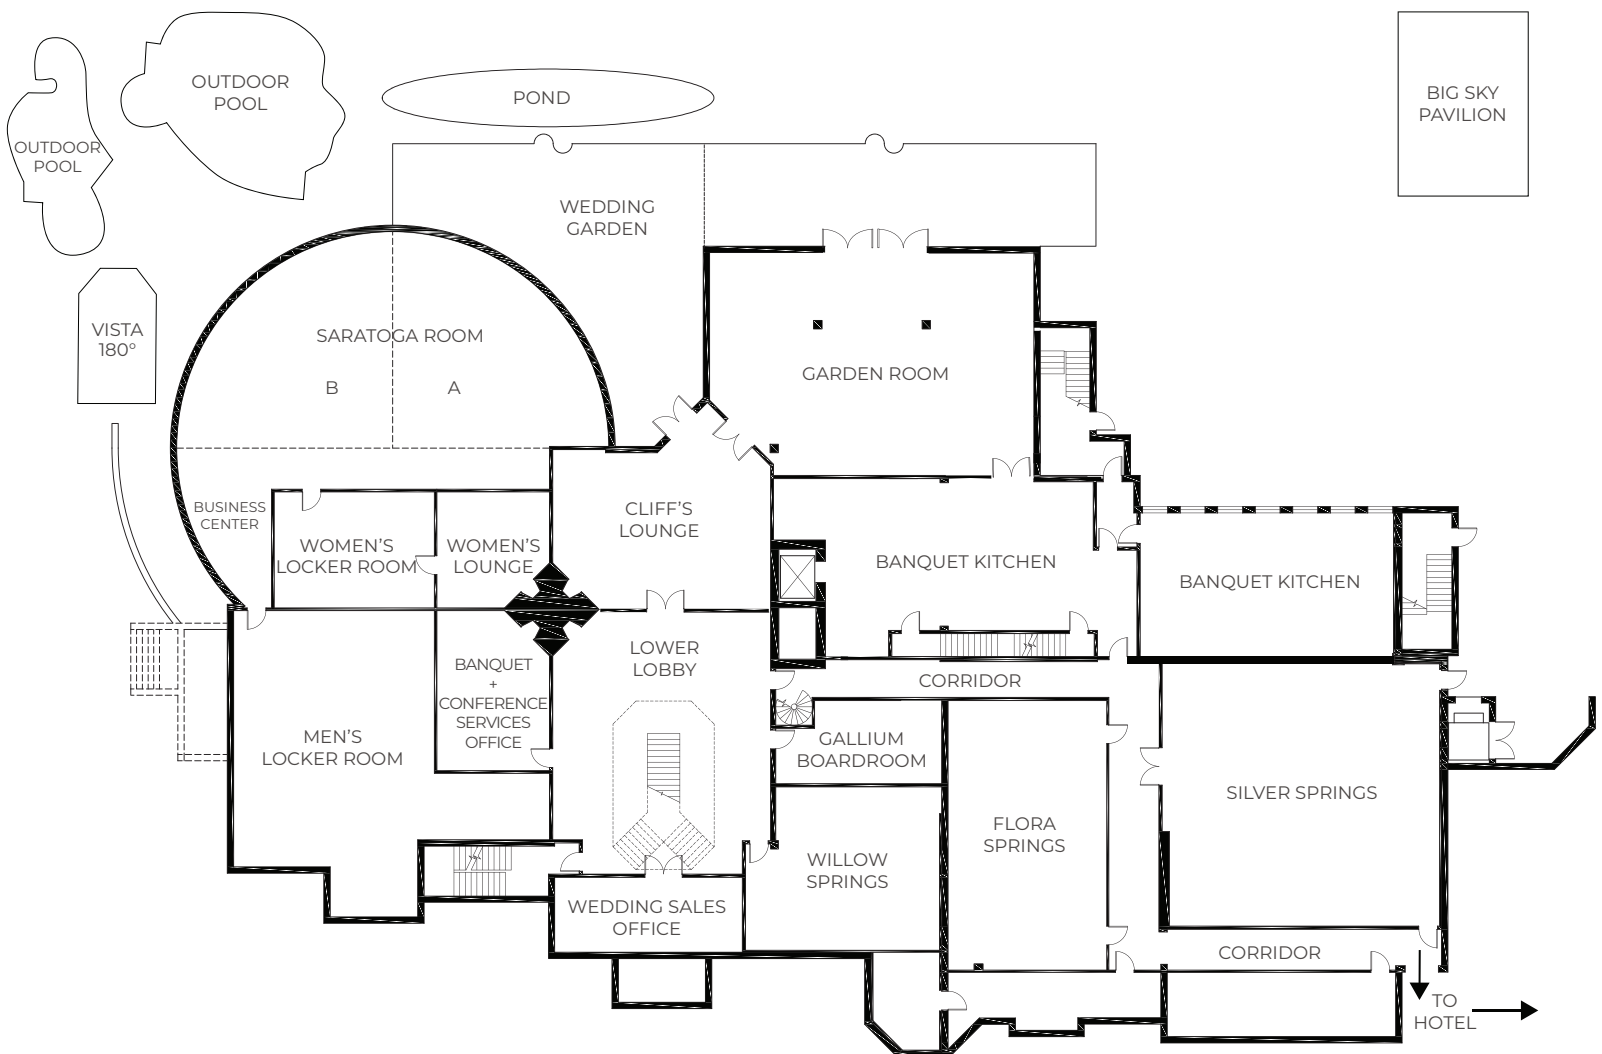 OUTDOOR
POOL
OUTDOOR
POOL
POND
BIG SKY
PAVILION
WEDDING
GARDEN
VISTA
180°
SARATOGA ROOM
B
A
GARDEN ROOM
BUSINESS
CENTER
WOMEN'S
LOCKER ROOM
WOMEN'S
LOUNGE
CLIFF'S
LOUNGE
BANQUET KITCHEN
BANQUET KITCHEN
LOWER
LOBBY
BANQUET
+
CONFERENCE
SERVICES
OFFICE
CORRIDOR
MEN'S
LOCKER ROOM
GALLIUM
BOARDROOM
SILVER SPRINGS
FLORA
SPRINGS
WILLOW
SPRINGS
WEDDING SALES
OFFICE
CORRIDOR
TO
HOTEL